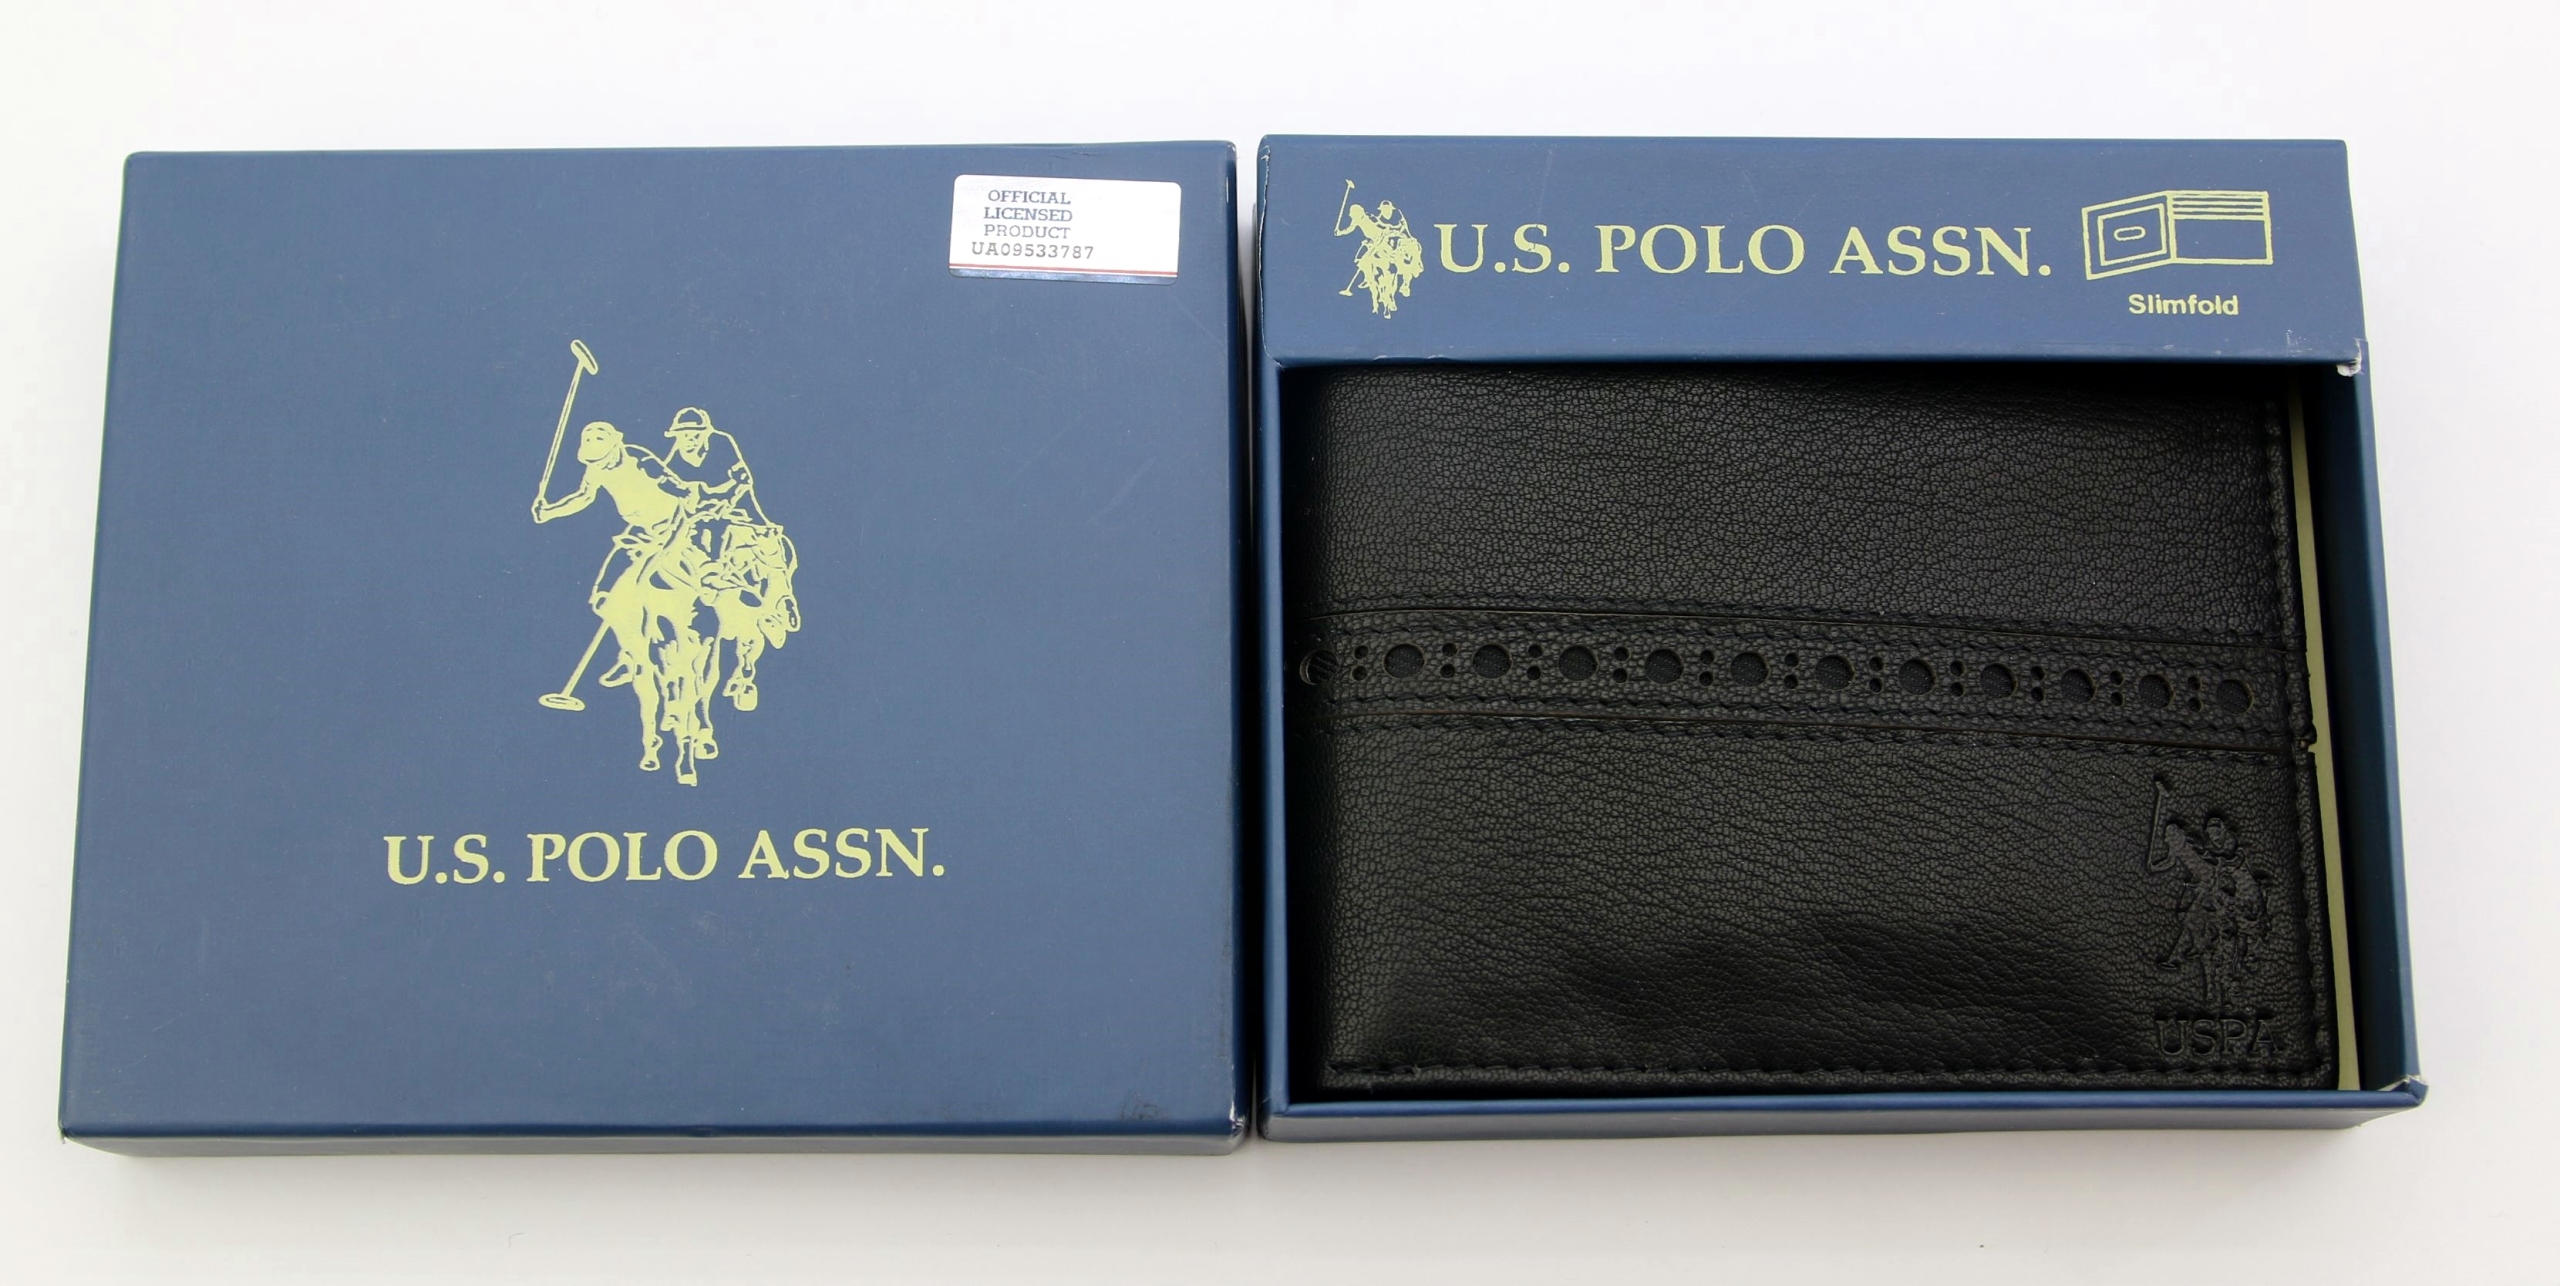 OFFICIAL
LICENSED
PRODUCT
UA09533787
U.S. POLO ASSN.
U.S. POLO ASSN.
Slimfold
USPA